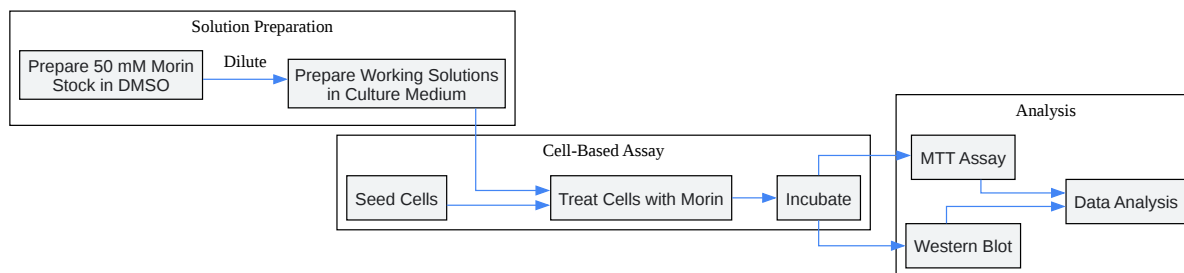 Solution Preparation
Prepare 50 mM Morin
Stock in DMSO
Dilute
Prepare Working Solutions
in Culture Medium
Cell-Based Assay
Seed Cells
Treat Cells with Morin
Incubate
Analysis
MTT Assay
Western Blot
Data Analysis